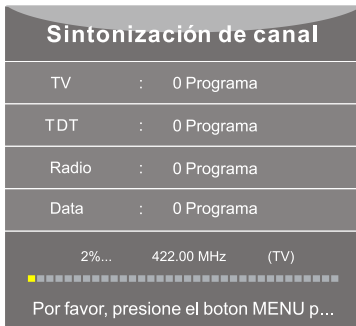 Sintonización de canal
TV : 0 Programa
TDT : 0 Programa
Radio : 0 Programa
Data : 0 Programa
2%... 422.00 MHz (TV)
Por favor, presione el boton MENU p...